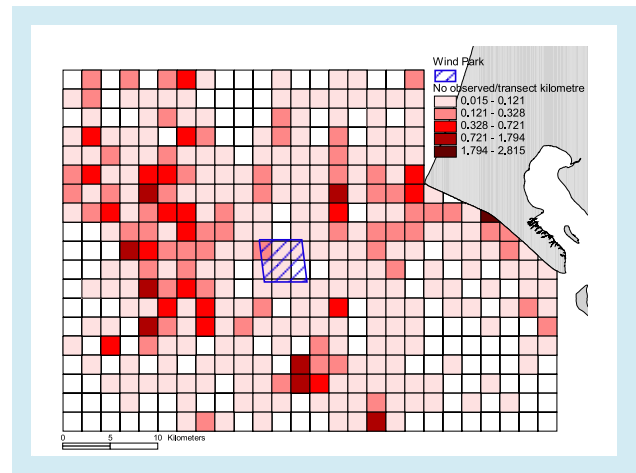 Wind Park
No observed/transect kilometre
0.015 - 0.121
0.121 - 0.328
0.328 - 0.721
0.721 - 1.794
1.794 - 2.815
0 5 10 Kilometers